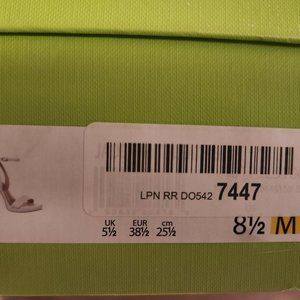 LPN RR DO542 7447
UK EUR cm
5½ 38½ 25½ 8½ M